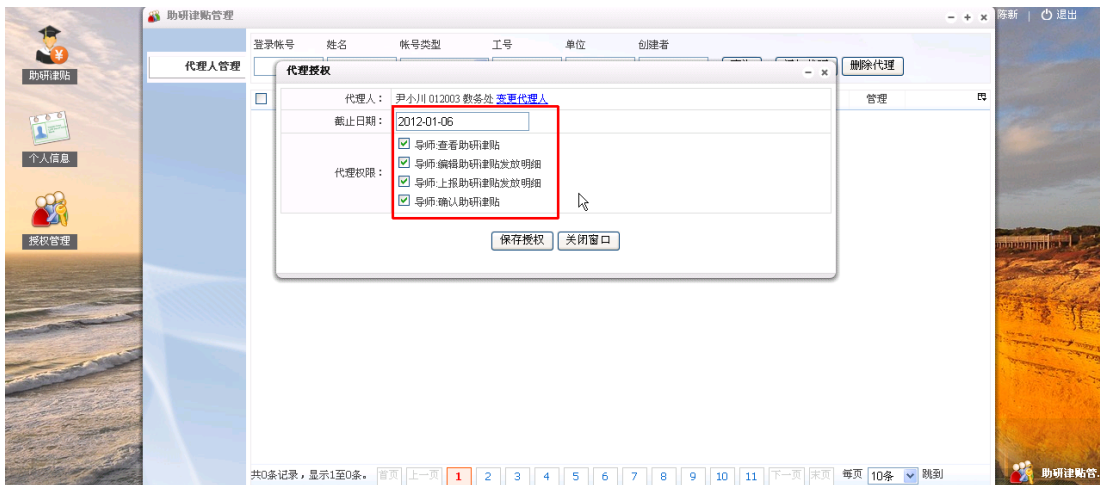 助研津贴管理
陈新 | 退出
登录帐号 姓名 帐号类型 工号 单位 创建者
代理人管理
删除代理
助研津贴
代理授权
管理
代理人： 尹小川 012003 教务处 变更代理人
截止日期： 2012-01-06
代理权限：
导师:查看助研津贴
导师:编辑助研津贴发放明细
导师:上报助研津贴发放明细
导师:确认助研津贴
个人信息
保存授权 关闭窗口
授权管理
共0条记录，显示1至0条。 首页 上一页 1 2 3 4 5 6 7 8 9 10 11 下一页 末页 每页 10条 跳到
助研津贴管.